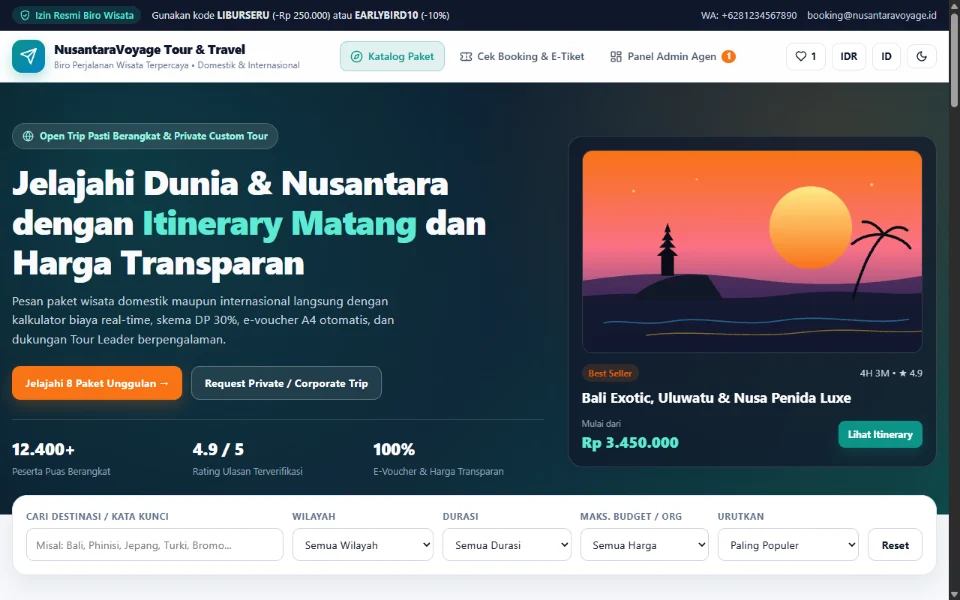 Izin Resmi Biro Wisata
Gunakan kode LIBURSERU (-Rp 250.000) atau EARLYBIRD10 (-10%)
WA: +6281234567890
booking@nusantaravoyage.id
NusantaraVoyage Tour & Travel
Biro Perjalanan Wisata Terpercaya • Domestik & Internasional
Katalog Paket
Cek Booking & E-Tiket
Panel Admin Agen 1
1
IDR
ID
Open Trip Pasti Berangkat & Private Custom Tour
Jelajahi Dunia & Nusantara
dengan Itinerary Matang dan
Harga Transparan
Pesan paket wisata domestik maupun internasional langsung dengan
kalkulator biaya real-time, skema DP 30%, e-voucher A4 otomatis, dan
dukungan Tour Leader berpengalaman.
Jelajahi 8 Paket Unggulan →
Request Private / Corporate Trip
12.400+
Peserta Puas Berangkat
4.9 / 5
Rating Ulasan Terverifikasi
100%
E-Voucher & Harga Transparan
Best Seller
4H 3M • ★ 4.9
Bali Exotic, Uluwatu & Nusa Penida Luxe
Mulai dari
Rp 3.450.000
Lihat Itinerary
CARI DESTINASI / KATA KUNCI
Misal: Bali, Phinisi, Jepang, Turki, Bromo...
WILAYAH
Semua Wilayah
DURASI
Semua Durasi
MAKS. BUDGET / ORG
Semua Harga
URUTKAN
Paling Populer
Reset